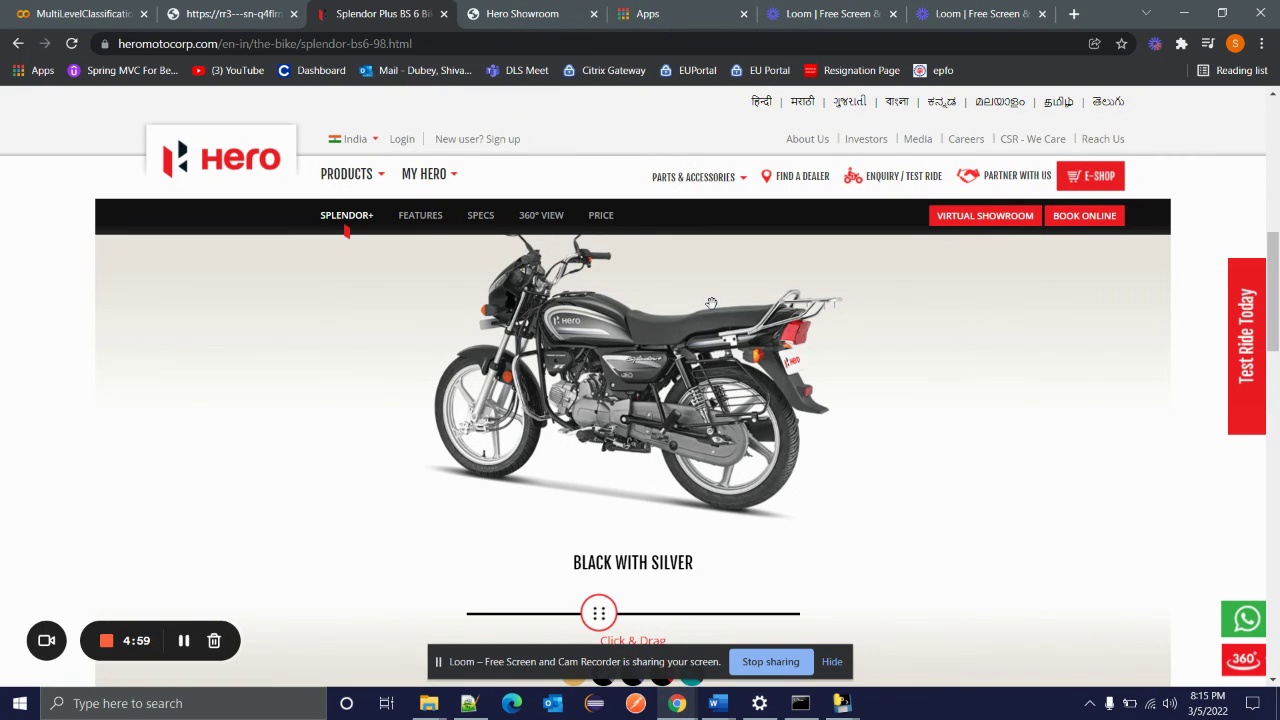 MultiLevelClassificatio
https://r3---sn-q4flm
Splendor Plus BS 6 Bik
Hero Showroom
Apps
Loom | Free Screen &
Loom | Free Screen &
heromotocorp.com/en-in/the-bike/splendor-bs6-98.html
Apps
Spring MVC For Be...
(3) YouTube
Dashboard
Mail - Dubey, Shiva...
DLS Meet
Citrix Gateway
EUPortal
EU Portal
Resignation Page
epfo
Reading list
हिन्दी | मराठी | ગુજરાતી | বাংলা | ಕನ್ನಡ | മലയാളം | தமிழ் | తెలుగు
India
Login
New user? Sign up
About Us | Investors | Media | Careers | CSR - We Care | Reach Us
Hero
PRODUCTS
MY HERO
PARTS & ACCESSORIES
FIND A DEALER
ENQUIRY / TEST RIDE
PARTNER WITH US
E-SHOP
SPLENDOR+
FEATURES
SPECS
360° VIEW
PRICE
VIRTUAL SHOWROOM
BOOK ONLINE
Hero
Hero
Test Ride Today
BLACK WITH SILVER
Click & Drag
4:59
Loom – Free Screen and Cam Recorder is sharing your screen.
Stop sharing
Hide
360°
Type here to search
8:15 PM
3/5/2022